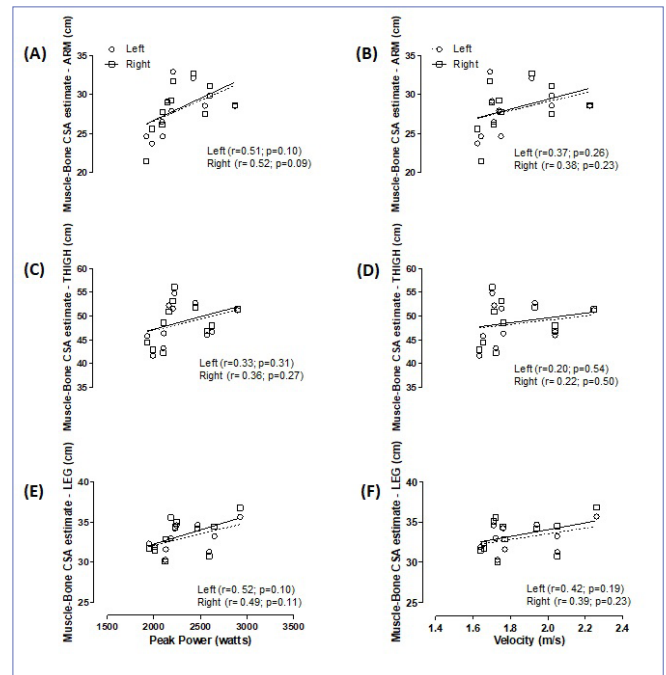 (A)
Muscle-Bone CSA estimate - ARM (cm)
35
30
25
20
Left
Right
Left (r=0.51; p=0.10)
Right (r= 0.52; p=0.09)
(B)
Muscle-Bone CSA estimate - ARM (cm)
35
30
25
20
Left
Right
Left (r=0.37; p=0.26)
Right (r= 0.38; p=0.23)
(C)
Muscle-Bone CSA estimate - THIGH (cm)
60
55
50
45
40
35
Left (r=0.33; p=0.31)
Right (r= 0.36; p=0.27)
(D)
Muscle-Bone CSA estimate - THIGH (cm)
60
55
50
45
40
35
Left (r=0.20; p=0.54)
Right (r= 0.22; p=0.50)
(E)
Muscle-Bone CSA estimate - LEG (cm)
40
35
30
25
Left (r=0.52; p=0.10)
Right (r= 0.49; p=0.11)
1500 2000 2500 3000 3500
Peak Power (watts)
(F)
Muscle-Bone CSA estimate - LEG (cm)
40
35
30
25
Left (r=0.42; p=0.19)
Right (r= 0.39; p=0.23)
1.4 1.6 1.8 2.0 2.2 2.4
Velocity (m/s)